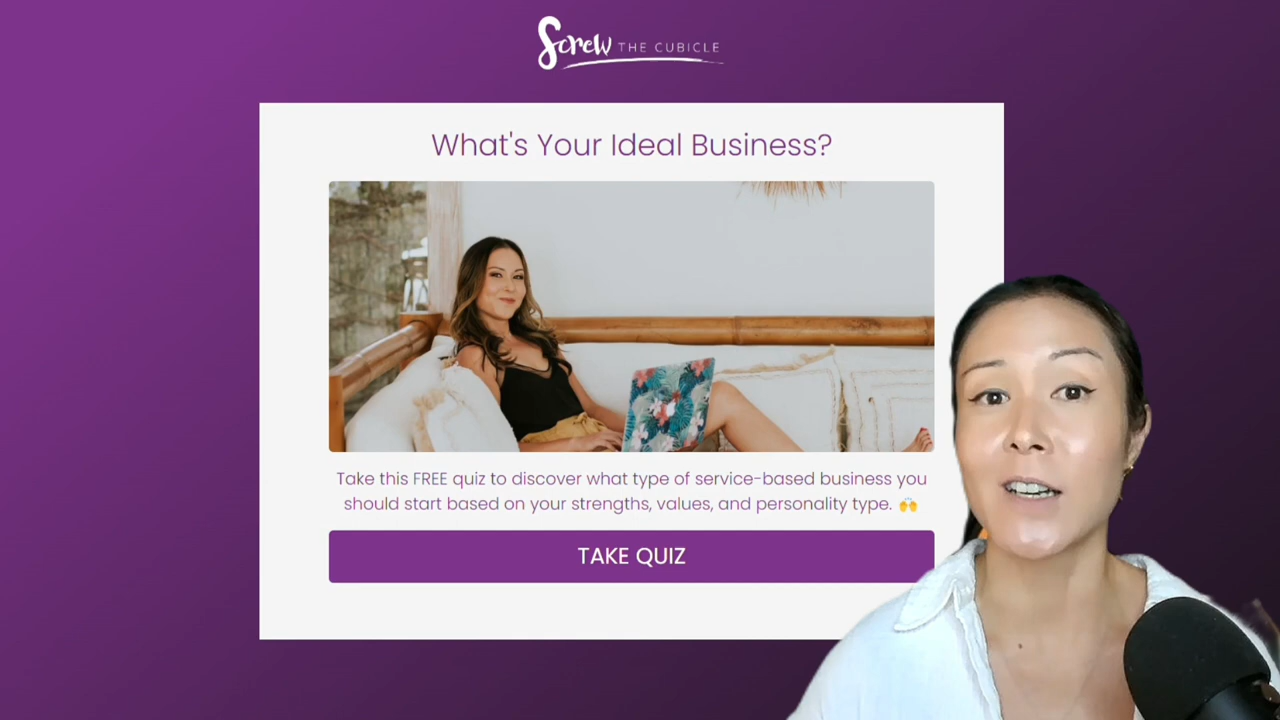 Screw THE CUBICLE
What's Your Ideal Business?
Take this FREE quiz to discover what type of service-based business you
should start based on your strengths, values, and personality type. 🙌
TAKE QUIZ